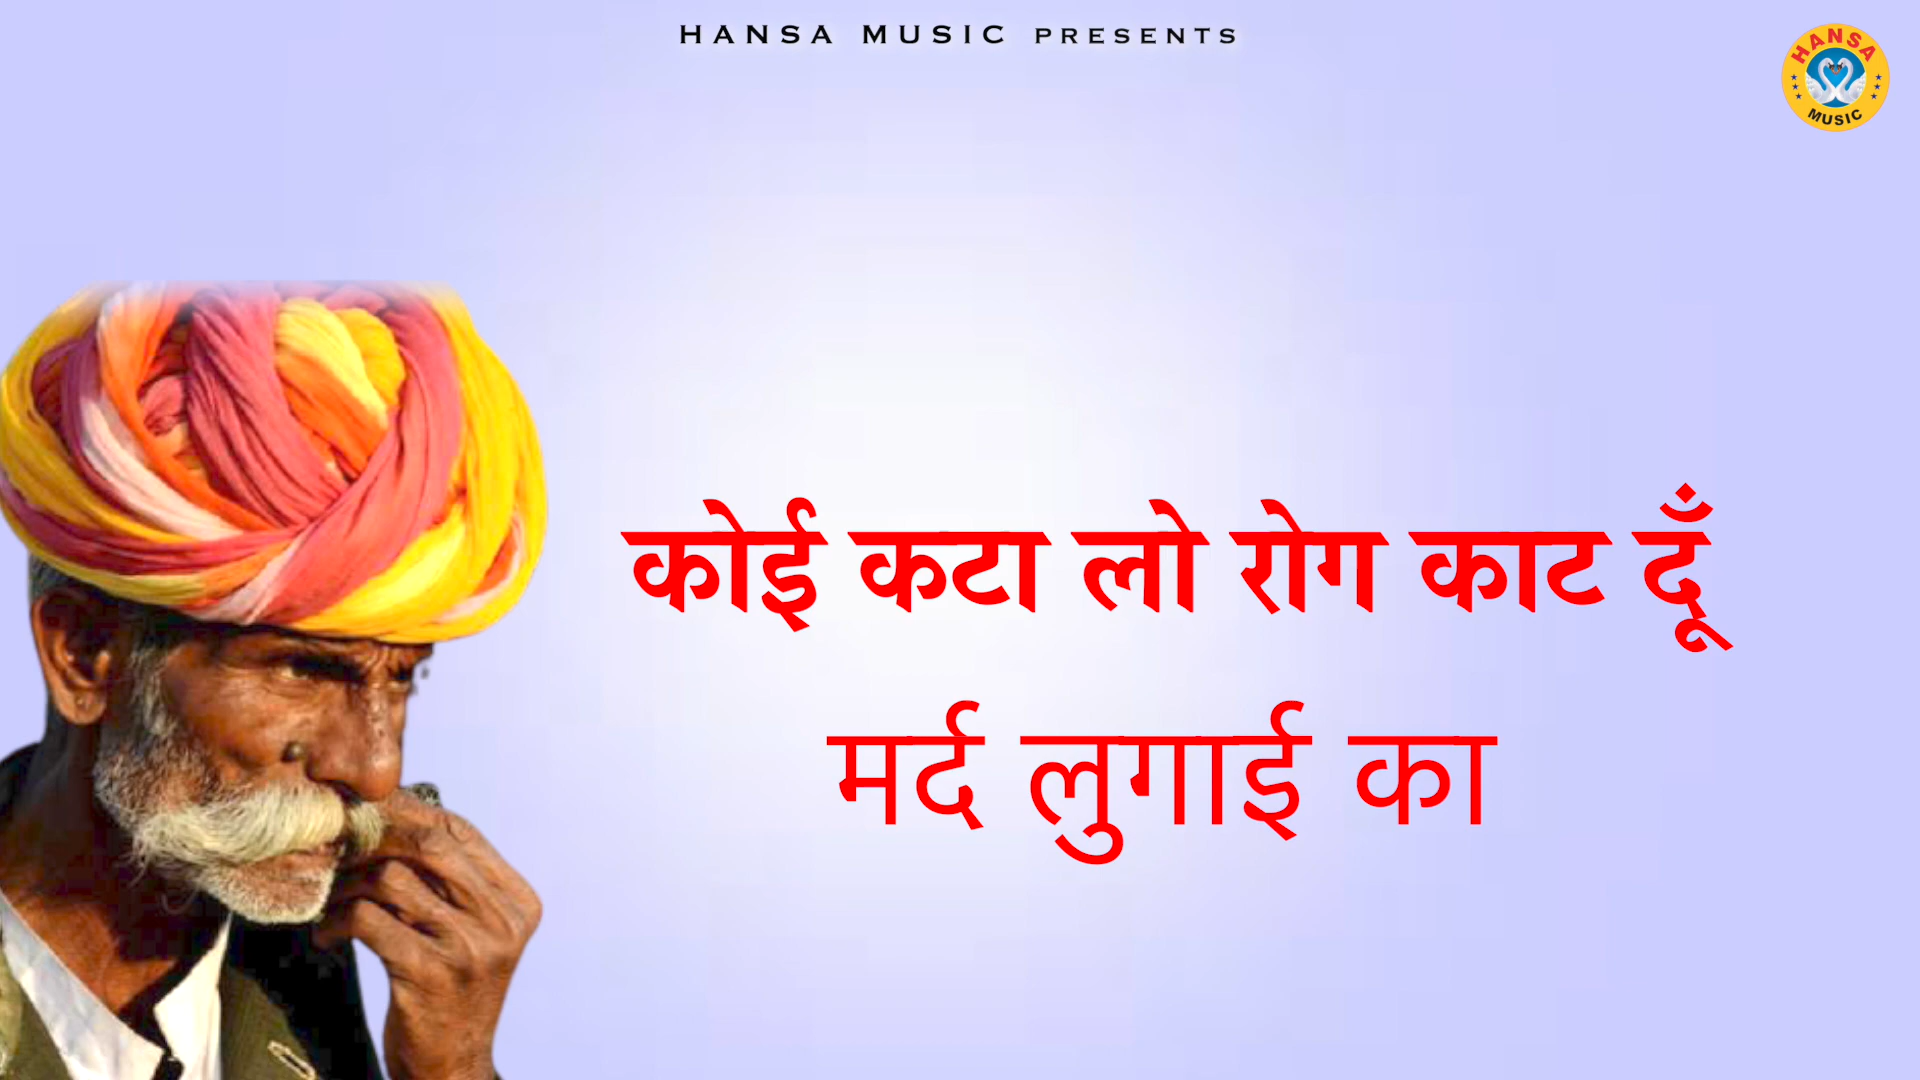 HANSA MUSIC PRESENTS
HANSA
MUSIC
कोई कटा लो रोग काट दूँ
मर्द लुगाई का